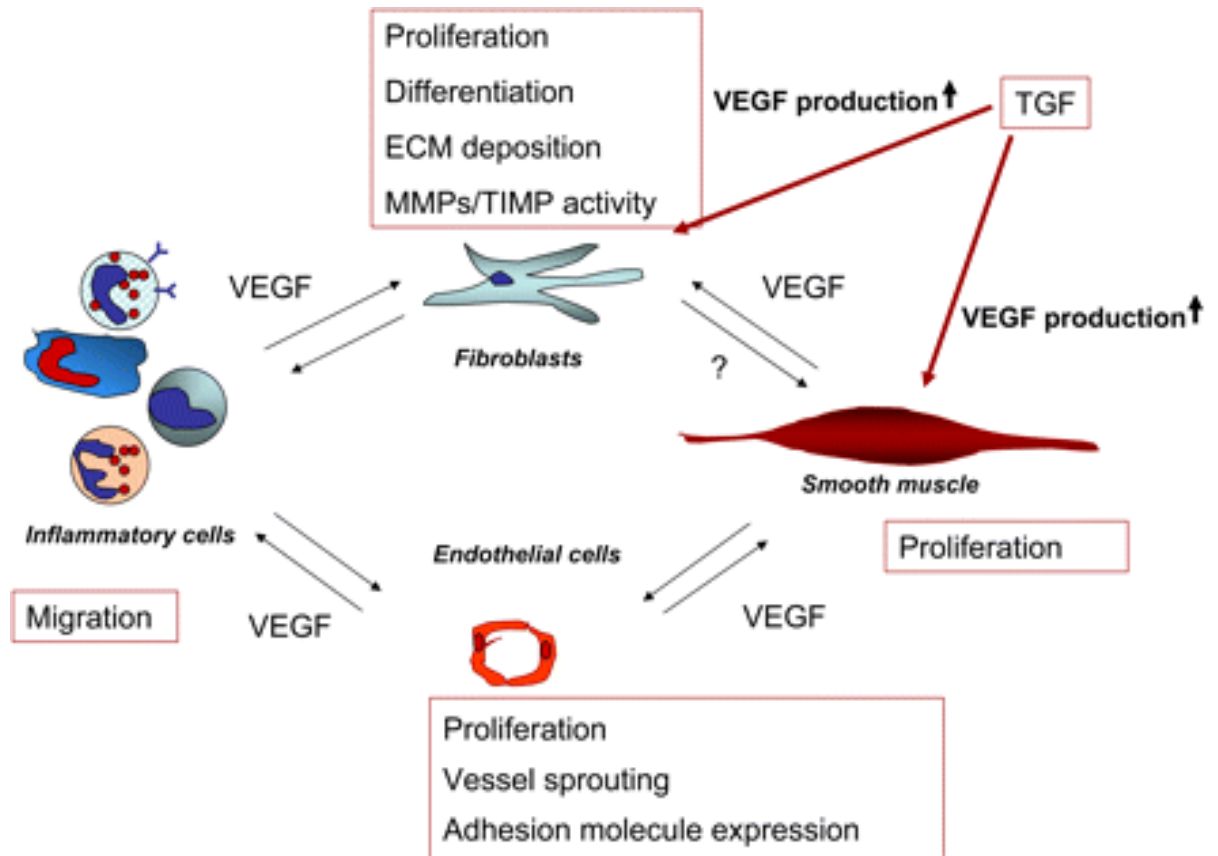 Proliferation
Differentiation
ECM deposition
MMPs/TIMP activity
VEGF production↑
TGF
VEGF
VEGF
VEGF production↑
Fibroblasts
?
Smooth muscle
Inflammatory cells
Endothelial cells
Proliferation
Migration
VEGF
VEGF
Proliferation
Vessel sprouting
Adhesion molecule expression